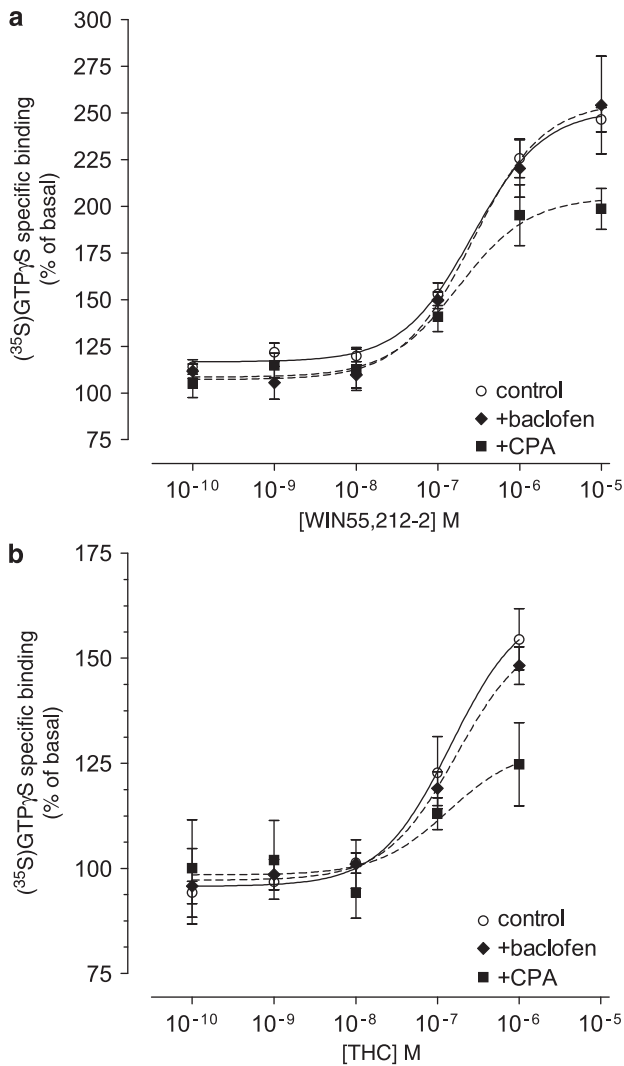 a
300
275
250
225
200
175
150
125
100
75
(³⁵S)GTPγS specific binding
(% of basal)
control
+baclofen
+CPA
10⁻¹⁰ 10⁻⁹ 10⁻⁸ 10⁻⁷ 10⁻⁶ 10⁻⁵
[WIN55,212-2] M
b
175
150
125
100
75
(³⁵S)GTPγS specific binding
(% of basal)
control
+baclofen
+CPA
10⁻¹⁰ 10⁻⁹ 10⁻⁸ 10⁻⁷ 10⁻⁶ 10⁻⁵
[THC] M